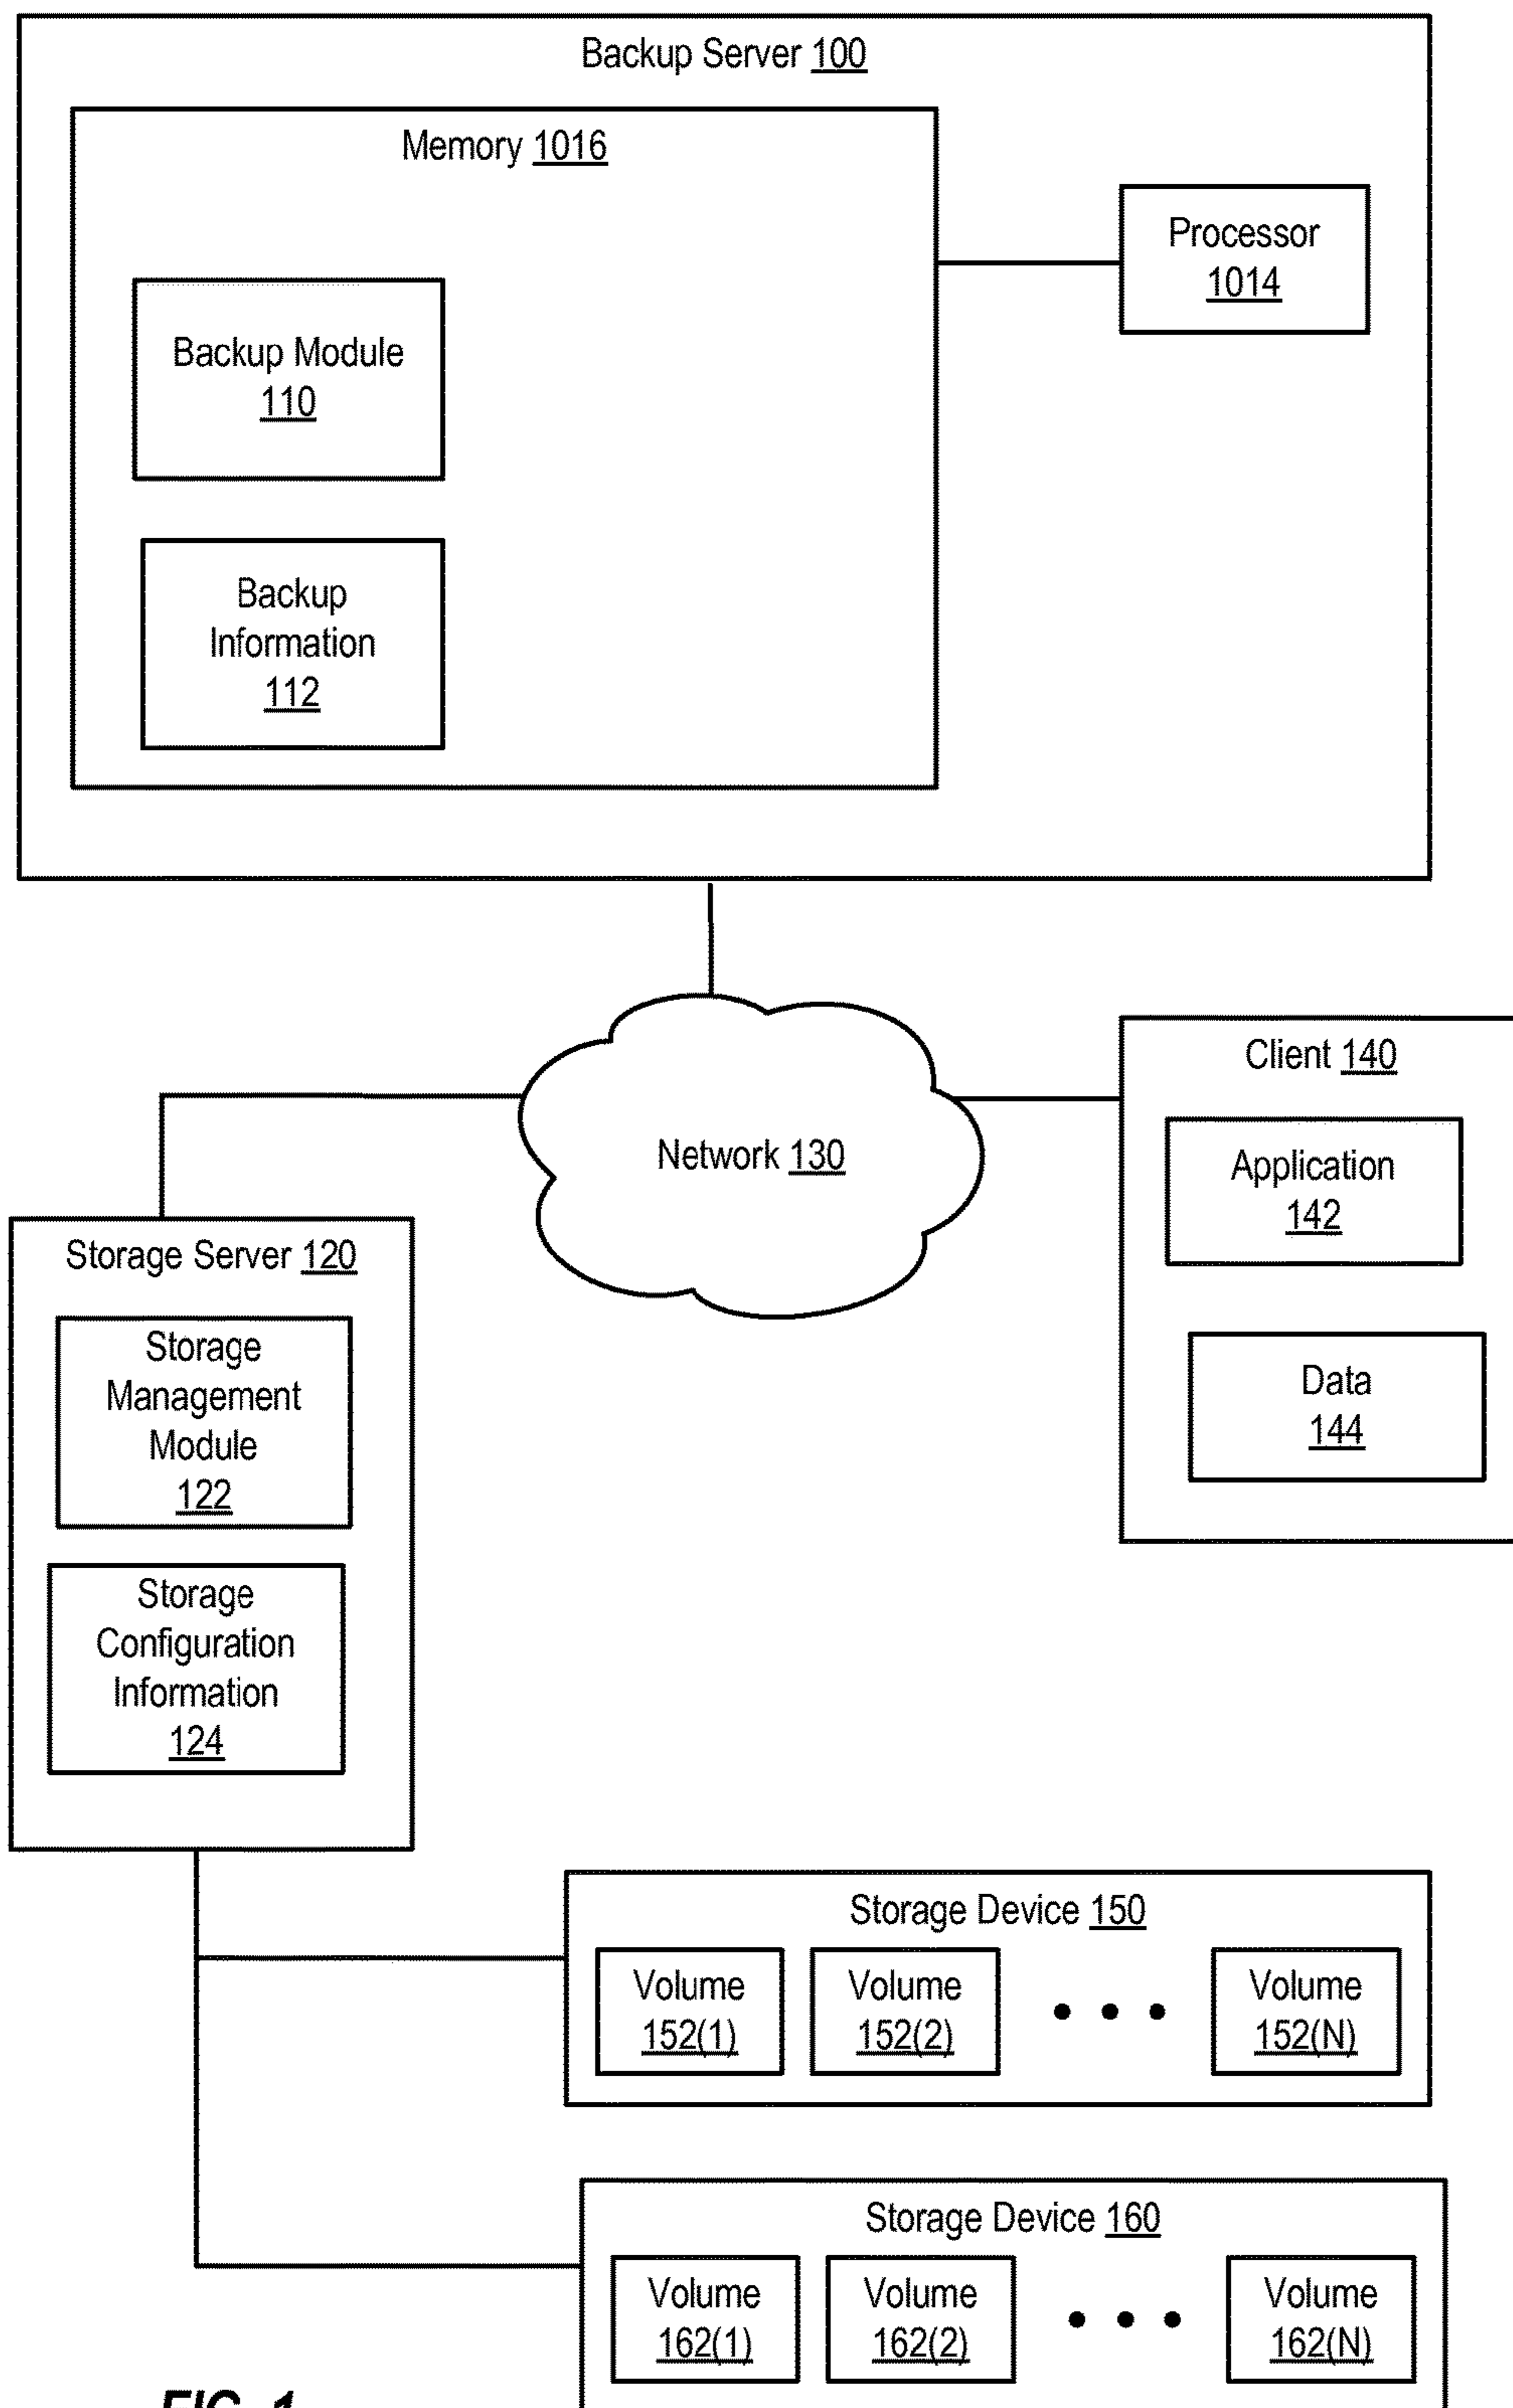 Backup Server 100
Memory 1016
Processor
1014
Backup Module
110
Backup
Information
112
Network 130
Client 140
Application
142
Data
144
Storage Server 120
Storage
Management
Module
122
Storage
Configuration
Information
124
Storage Device 150
Volume
152(1)
Volume
152(2)
Volume
152(N)
Storage Device 160
Volume
162(1)
Volume
162(2)
Volume
162(N)
FIG. 1